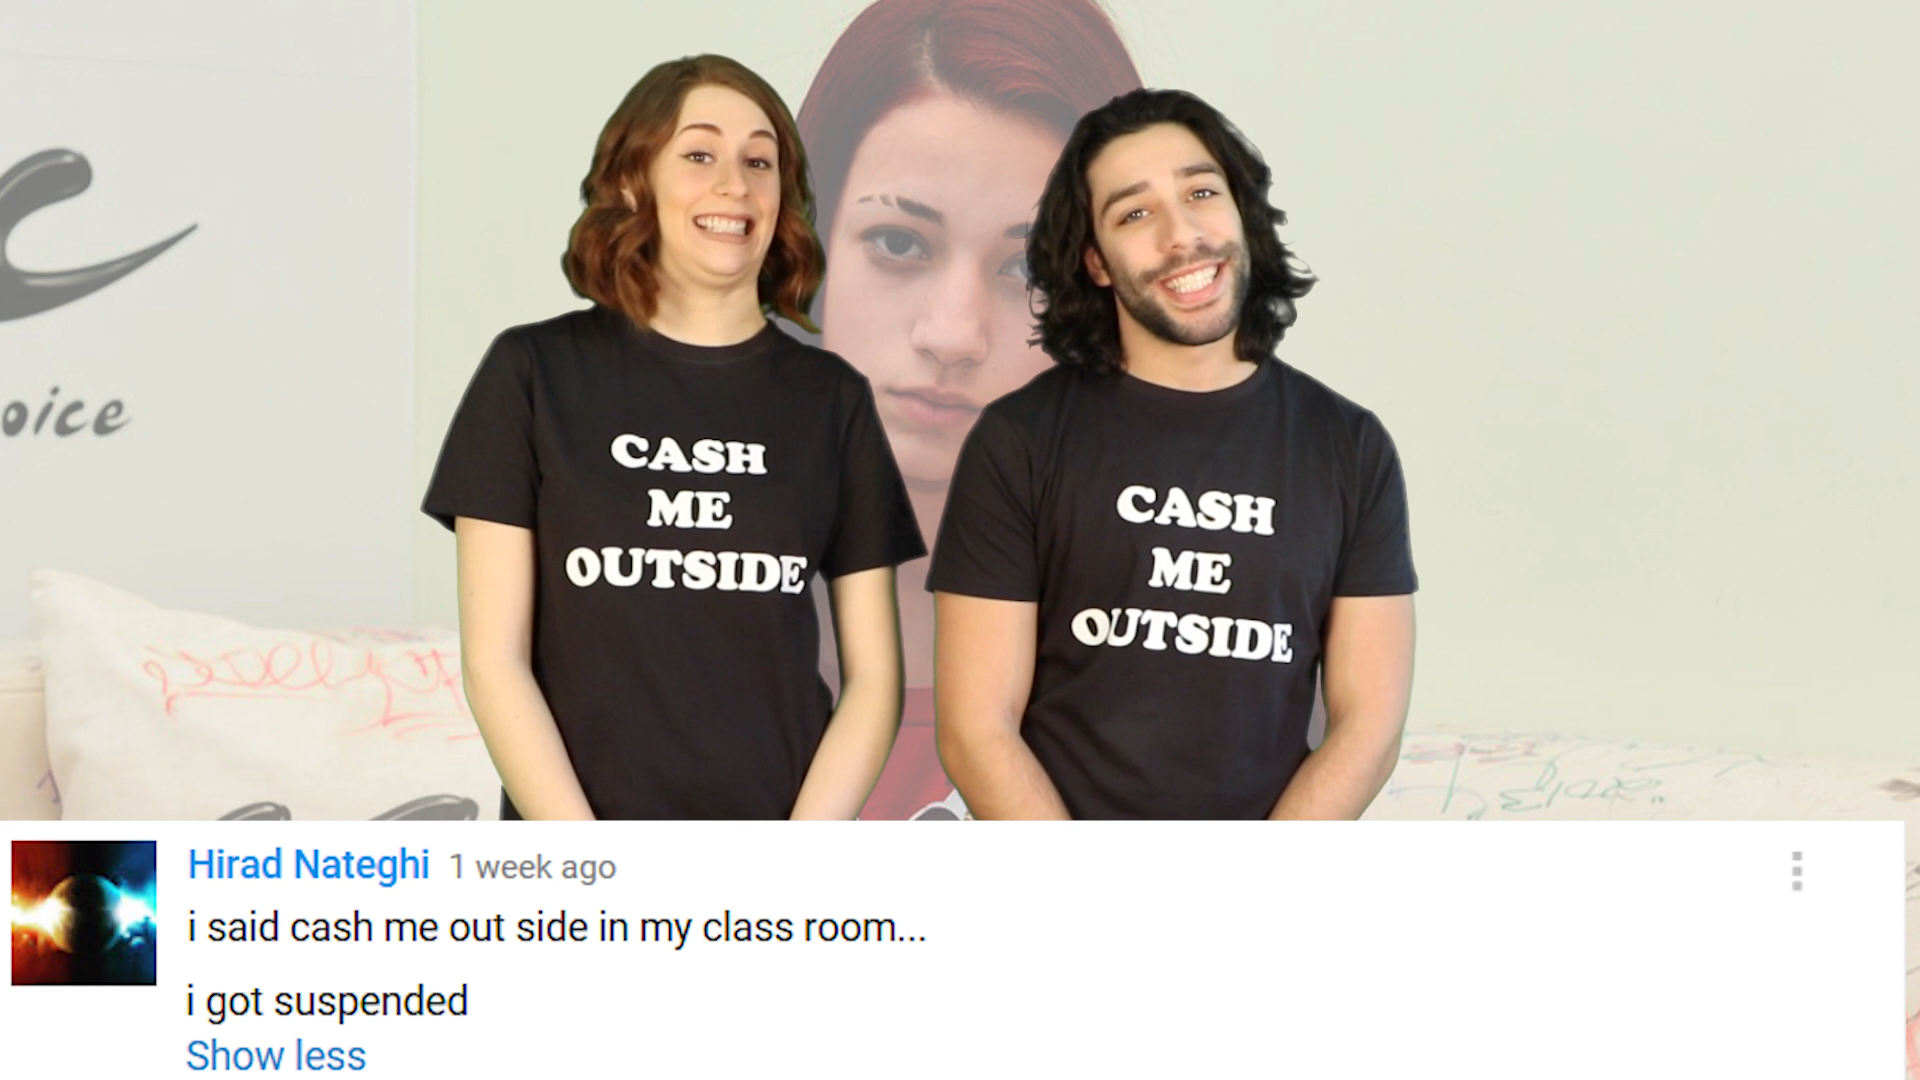 oice
CASH
ME
OUTSIDE
CASH
ME
OUTSIDE
Hirad Nateghi 1 week ago
i said cash me out side in my class room...
i got suspended
Show less